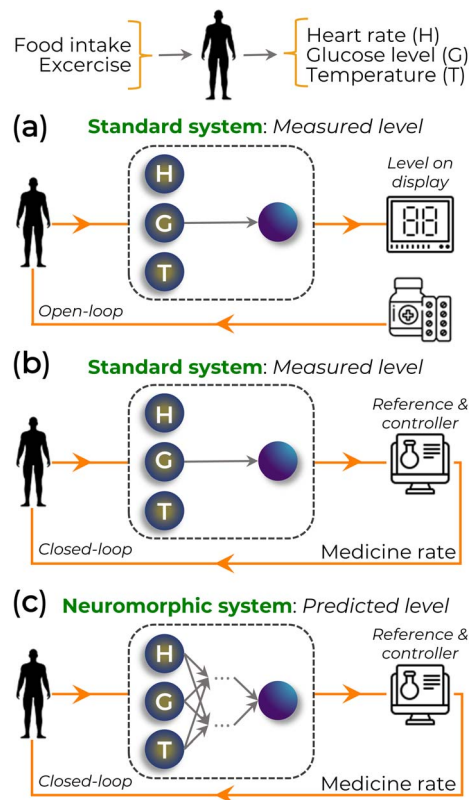 Food intake
Excercise
Heart rate (H)
Glucose level (G)
Temperature (T)
(a)
Standard system: Measured level
H
G
T
Level on
display
88
Open-loop
(b)
Standard system: Measured level
H
G
T
Reference &
controller
Closed-loop
Medicine rate
(c)
Neuromorphic system: Predicted level
H
G
T
...
...
Reference &
controller
Closed-loop
Medicine rate